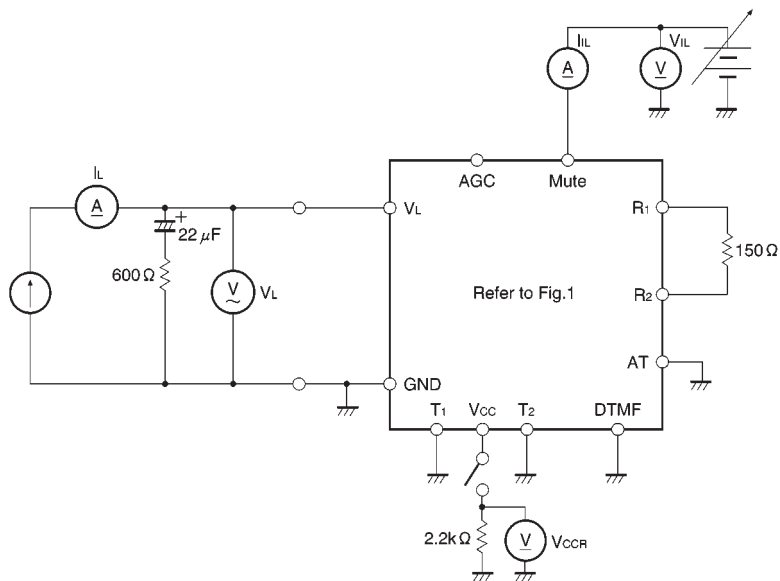 IIL
VIL
A
V
IL
A
AGC
Mute
+
22 μF
VL
R1
600 Ω
V
~
VL
150 Ω
Refer to Fig.1
R2
AT
GND
T1
VCC
T2
DTMF
2.2kΩ
V
VCCR